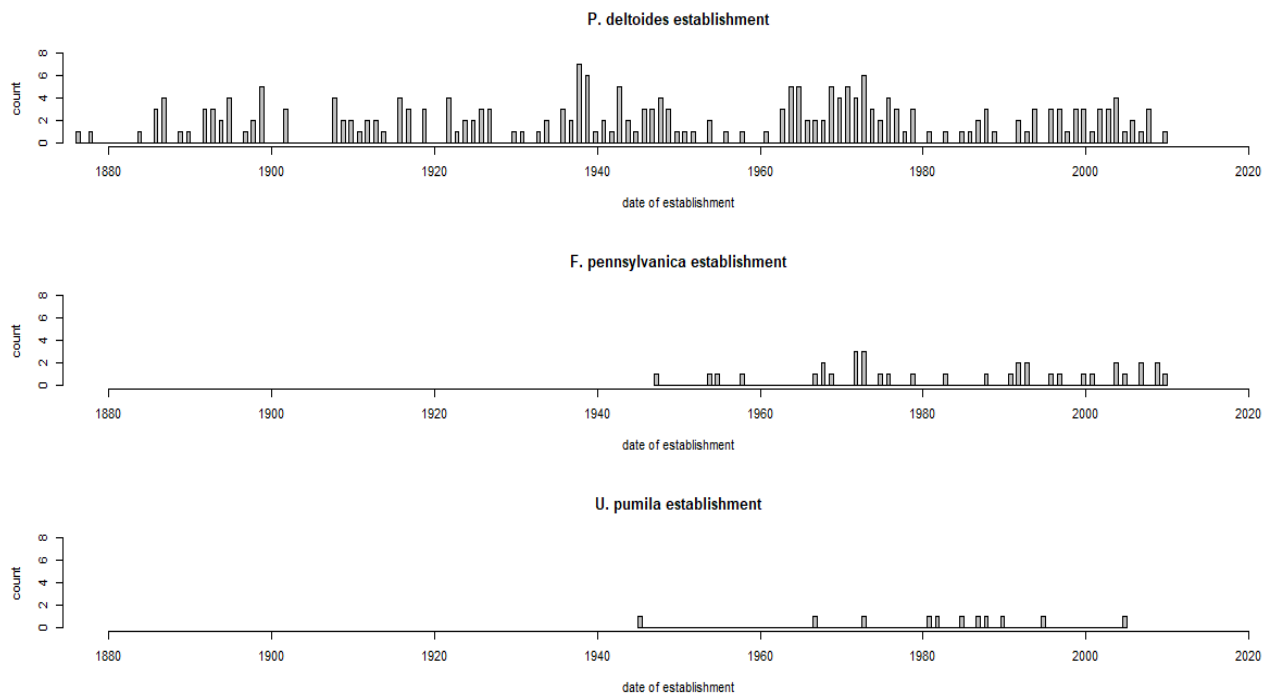 P. deltoides establishment
8
6
4
2
0
count
1880 1900 1920 1940 1960 1980 2000 2020
date of establishment
F. pennsylvanica establishment
8
6
4
2
0
count
1880 1900 1920 1940 1960 1980 2000 2020
date of establishment
U. pumila establishment
8
6
4
2
0
count
1880 1900 1920 1940 1960 1980 2000 2020
date of establishment